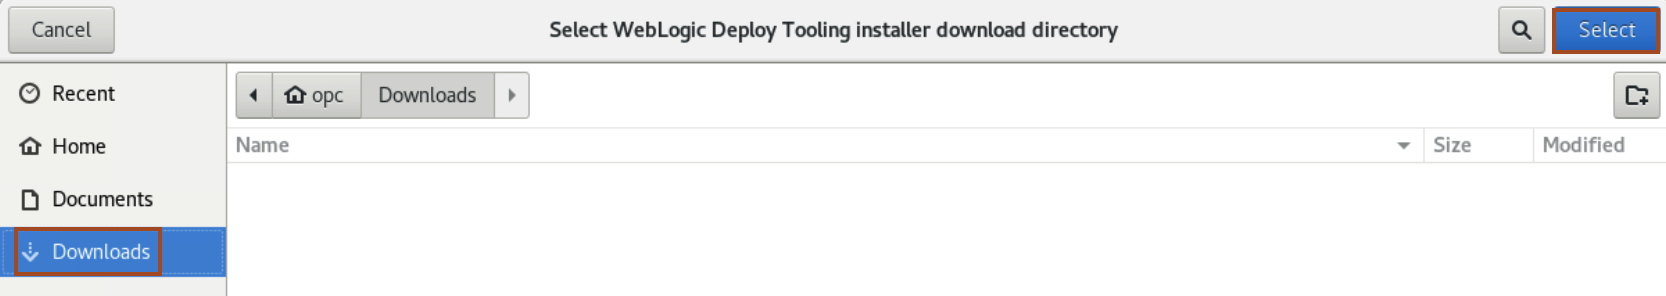 Cancel Select WebLogic Deploy Tooling installer download directory Select
Recent
opc Downloads
Home
Name Size Modified
Documents
Downloads